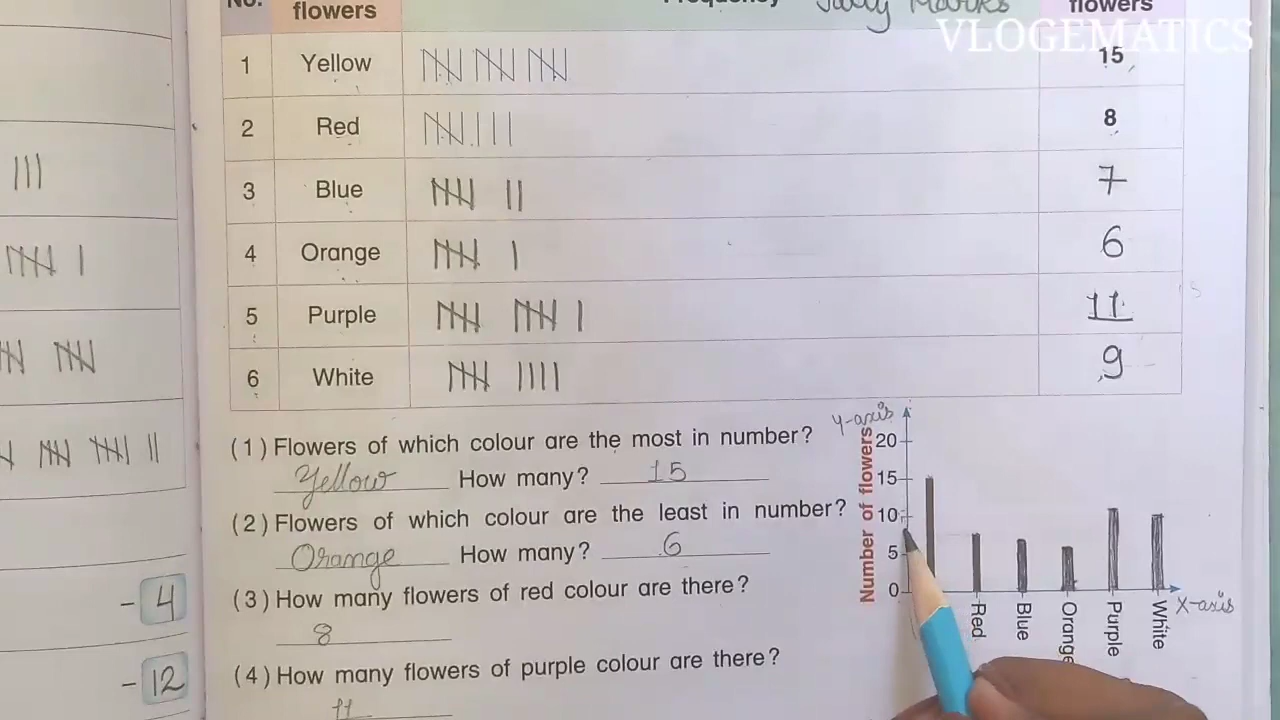 No. flowers Frequency Tally Marks flowers
VLOGEMATICS
1 Yellow 15
2 Red 8
3 Blue 7
4 Orange 6
5 Purple 11
6 White 9
(1) Flowers of which colour are the most in number?
Yellow How many? 15
(2) Flowers of which colour are the least in number?
Orange How many? 6
(3) How many flowers of red colour are there?
8
(4) How many flowers of purple colour are there?
11
- 4
- 12
y-axis
Number of flowers
20
15
10
5
0
Red
Blue
Orange
Purple
White
X-axis